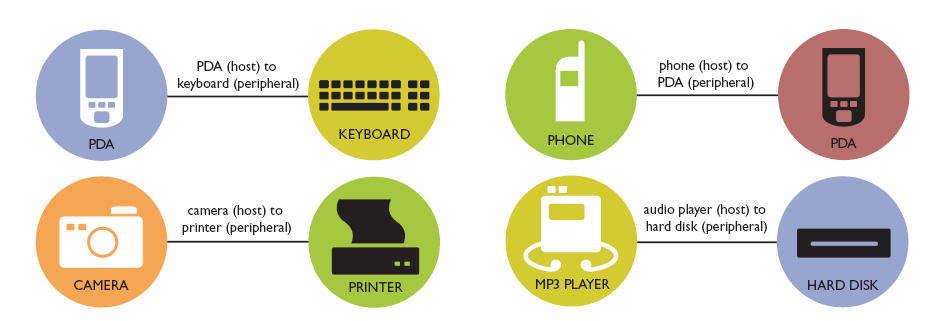 PDA (host) to
keyboard (peripheral)
PDA
KEYBOARD
phone (host) to
PDA (peripheral)
PHONE
PDA
camera (host) to
printer (peripheral)
CAMERA
PRINTER
audio player (host) to
hard disk (peripheral)
MP3 PLAYER
HARD DISK